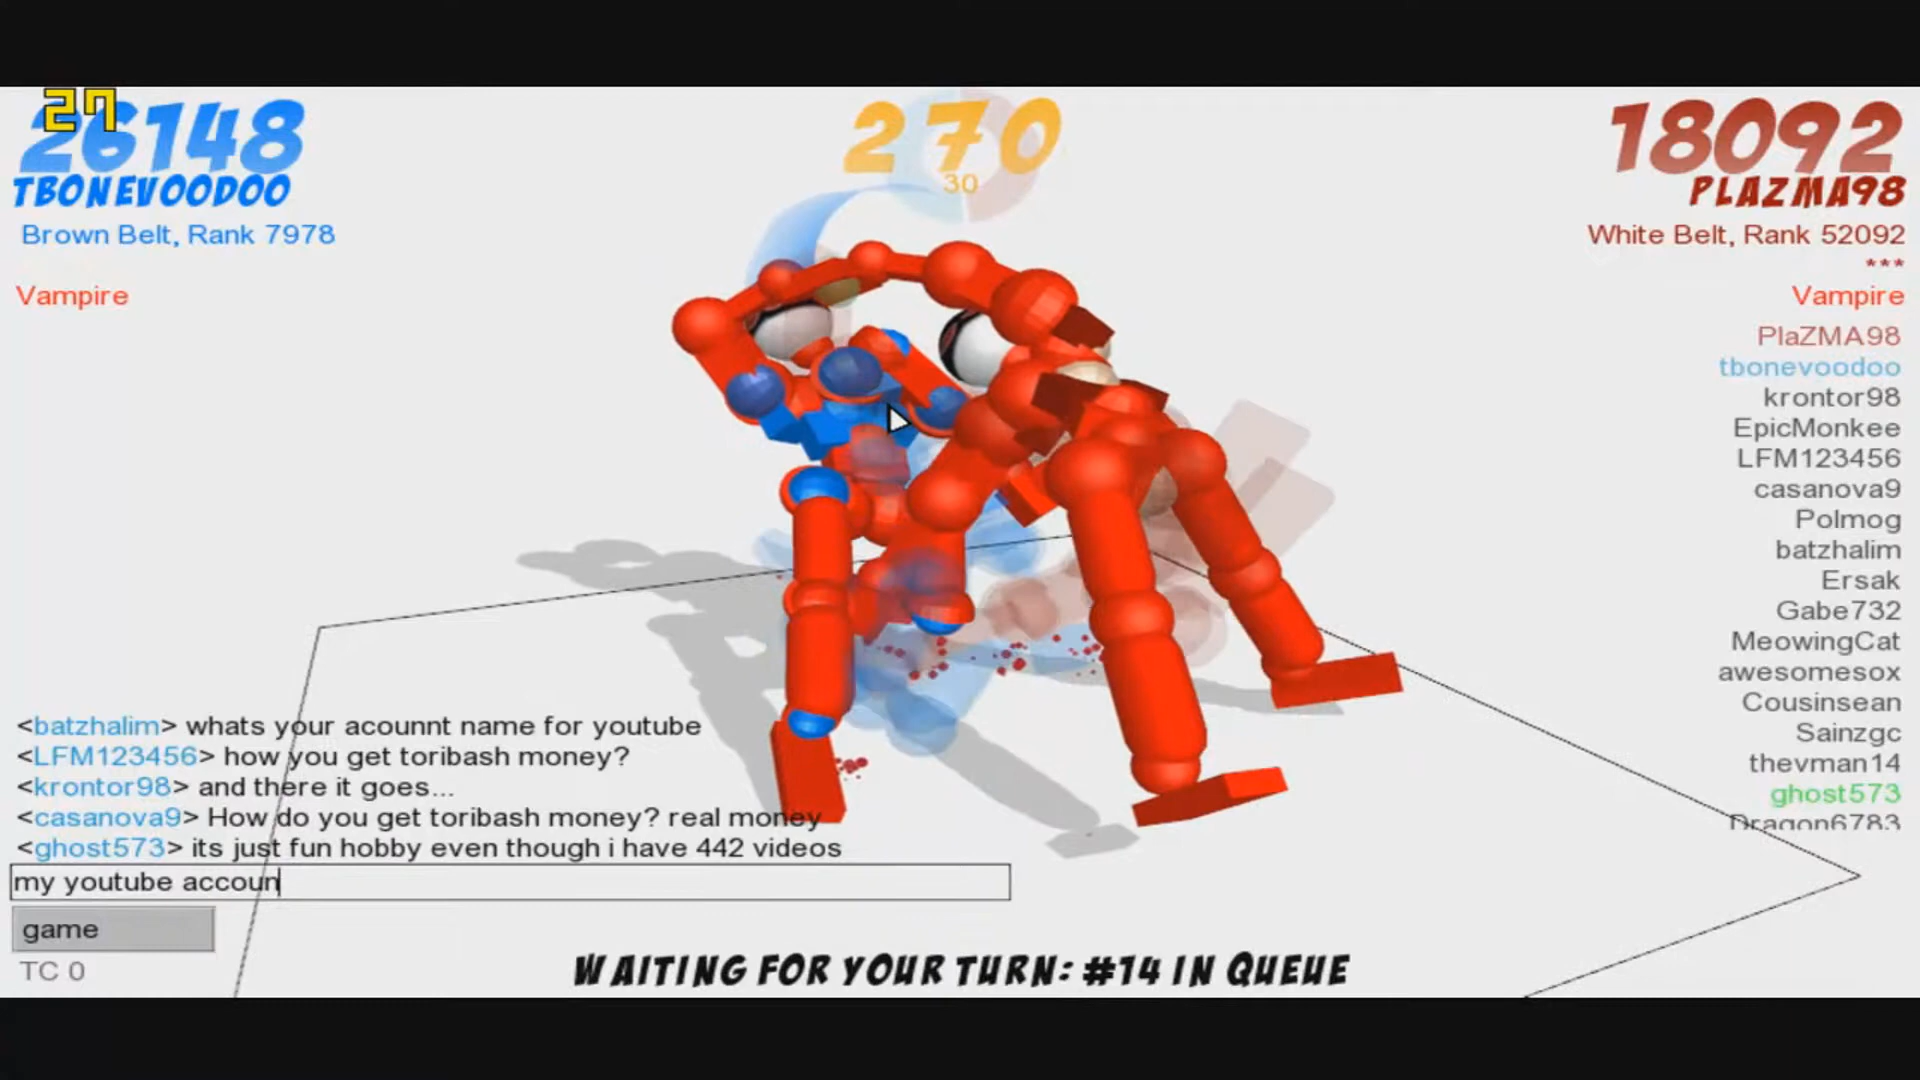 27
26148
TBONEVOODOO
Brown Belt, Rank 7978
Vampire
270
30
18092
PLAZMA98
White Belt, Rank 52092
***
Vampire
PlaZMA98
tbonevoodoo
krontor98
EpicMonkee
LFM123456
casanova9
Polmog
batzhalim
Ersak
Gabe732
MeowingCat
awesomesox
Cousinsean
Sainzgc
thevman14
ghost573
Dragon6783
<batzhalim> whats your acounnt name for youtube
<LFM123456> how you get toribash money?
<krontor98> and there it goes...
<casanova9> How do you get toribash money? real money
<ghost573> its just fun hobby even though i have 442 videos
my youtube accoun
game
TC 0
WAITING FOR YOUR TURN: #14 IN QUEUE